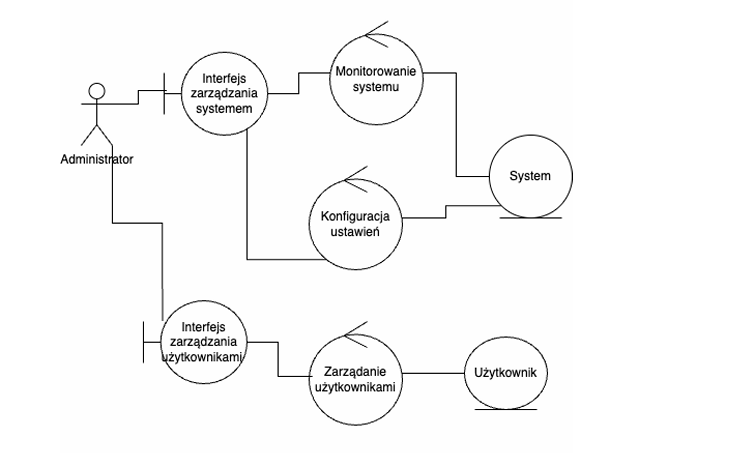 Interfejs
zarządzania
systemem
Monitorowanie
systemu
Administrator
System
Konfiguracja
ustawień
Interfejs
zarządzania
użytkownikami
Zarządanie
użytkownikami
Użytkownik